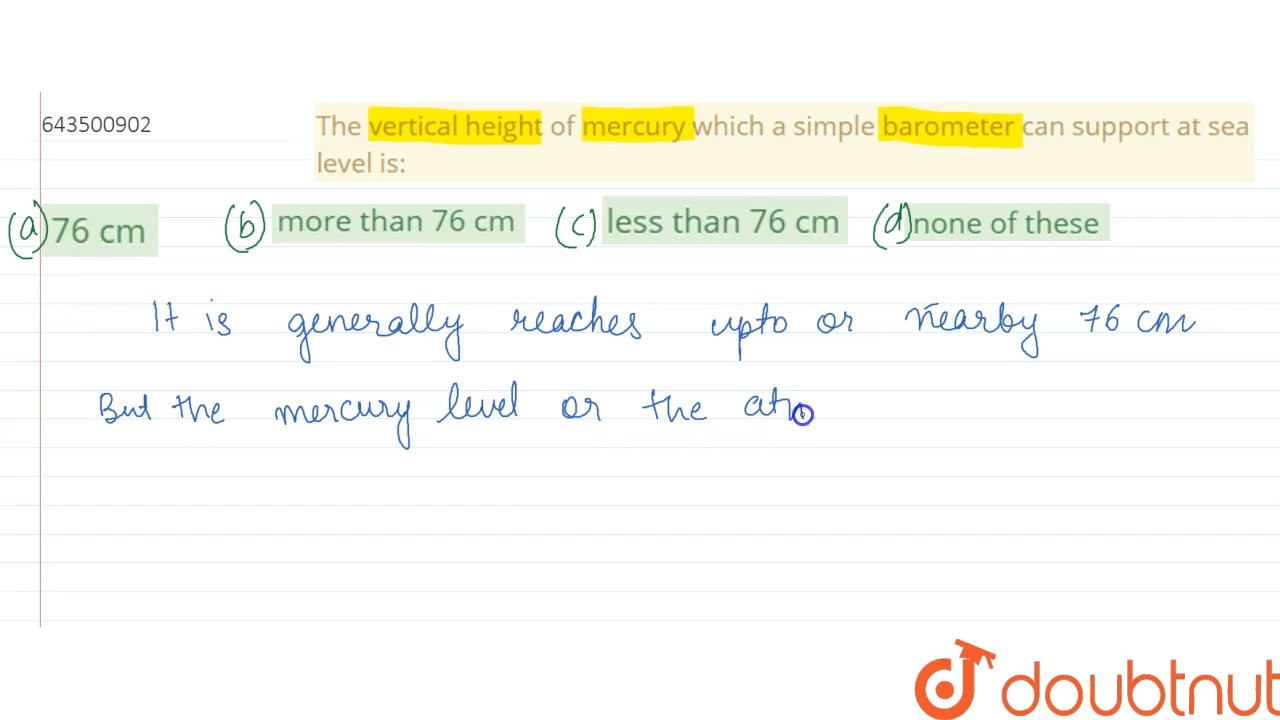 643500902
The vertical height of mercury which a simple barometer can support at sea
level is:
(a) 76 cm (b) more than 76 cm (c) less than 76 cm (d) none of these
It is generally reaches upto or nearby 76 cm
But the mercury level or the
doubtnut